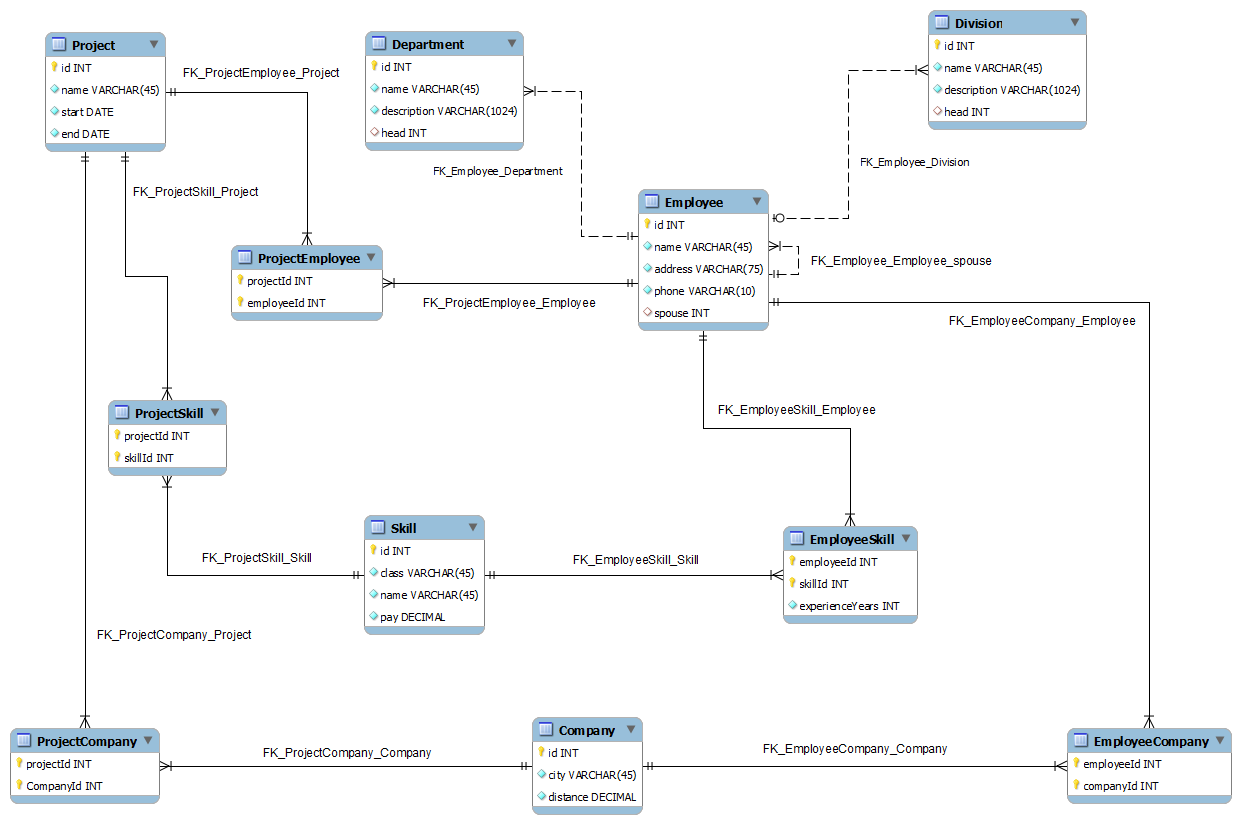 Project
id INT
name VARCHAR(45)
start DATE
end DATE
FK_ProjectEmployee_Project
Department
id INT
name VARCHAR(45)
description VARCHAR(1024)
head INT
Division
id INT
name VARCHAR(45)
description VARCHAR(1024)
head INT
FK_Employee_Department
FK_Employee_Division
FK_ProjectSkill_Project
Employee
id INT
name VARCHAR(45)
address VARCHAR(75)
phone VARCHAR(10)
spouse INT
FK_Employee_Employee_spouse
ProjectEmployee
projectId INT
employeeId INT
FK_ProjectEmployee_Employee
FK_EmployeeCompany_Employee
ProjectSkill
projectId INT
skillId INT
FK_EmployeeSkill_Employee
FK_ProjectSkill_Skill
Skill
id INT
class VARCHAR(45)
name VARCHAR(45)
pay DECIMAL
FK_EmployeeSkill_Skill
EmployeeSkill
employeeId INT
skillId INT
experienceYears INT
FK_ProjectCompany_Project
ProjectCompany
projectId INT
CompanyId INT
FK_ProjectCompany_Company
Company
id INT
city VARCHAR(45)
distance DECIMAL
FK_EmployeeCompany_Company
EmployeeCompany
employeeId INT
companyId INT